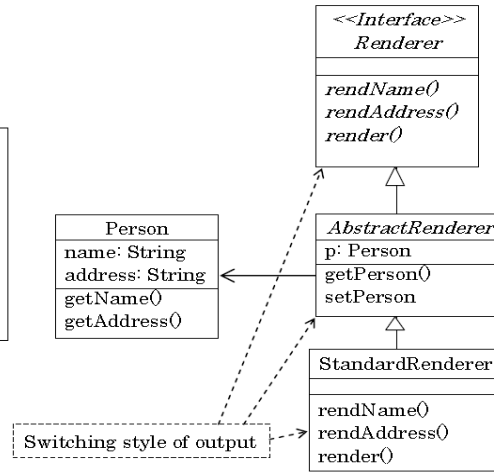 <<Interface>>
Renderer
rendName()
rendAddress()
render()
Person
name: String
address: String
getName()
getAddress()
AbstractRenderer
p: Person
getPerson()
setPerson
StandardRenderer
rendName()
rendAddress()
render()
Switching style of output